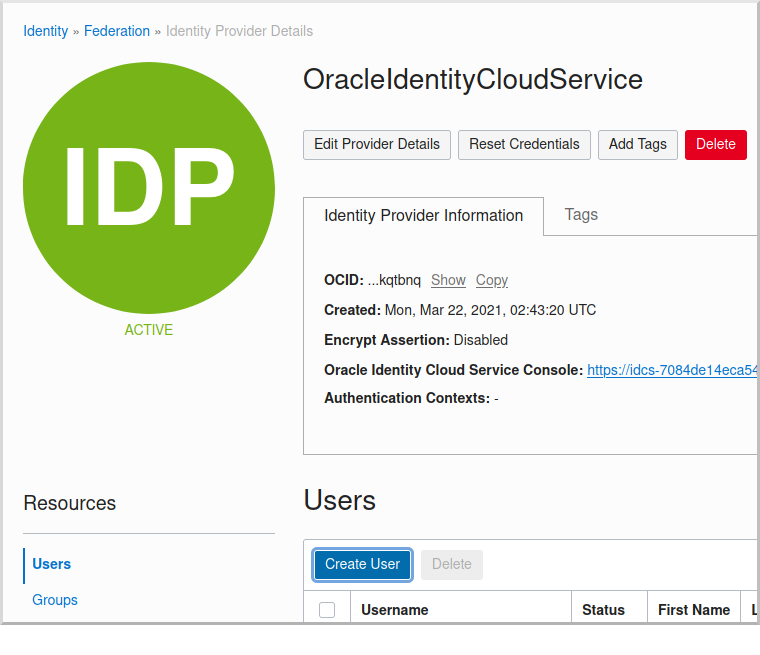 Identity » Federation » Identity Provider Details
IDP
ACTIVE
OracleIdentityCloudService
Edit Provider Details Reset Credentials Add Tags Delete
Identity Provider Information Tags
OCID: ...kqtbnq Show Copy
Created: Mon, Mar 22, 2021, 02:43:20 UTC
Encrypt Assertion: Disabled
Oracle Identity Cloud Service Console: https://idcs-7084de14eca54
Authentication Contexts: -
Resources
Users
Groups
Users
Create User Delete
Username Status First Name L